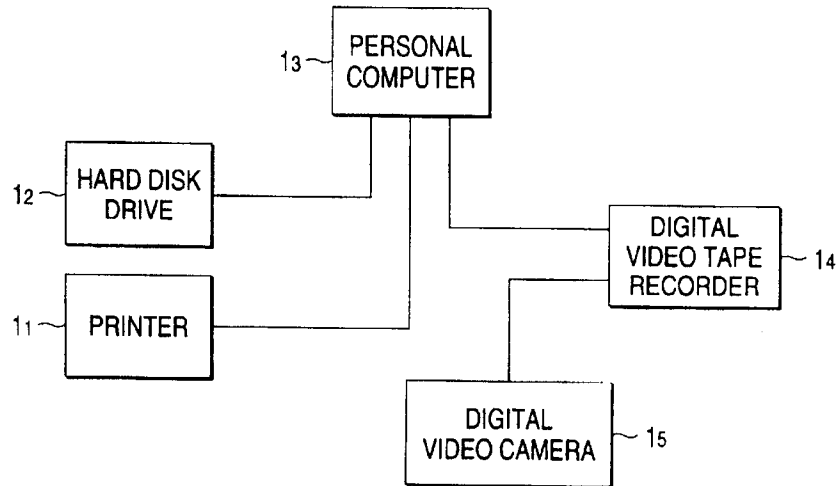 13
PERSONAL
COMPUTER
12
HARD DISK
DRIVE
DIGITAL
VIDEO TAPE
RECORDER
14
11
PRINTER
DIGITAL
VIDEO CAMERA
15